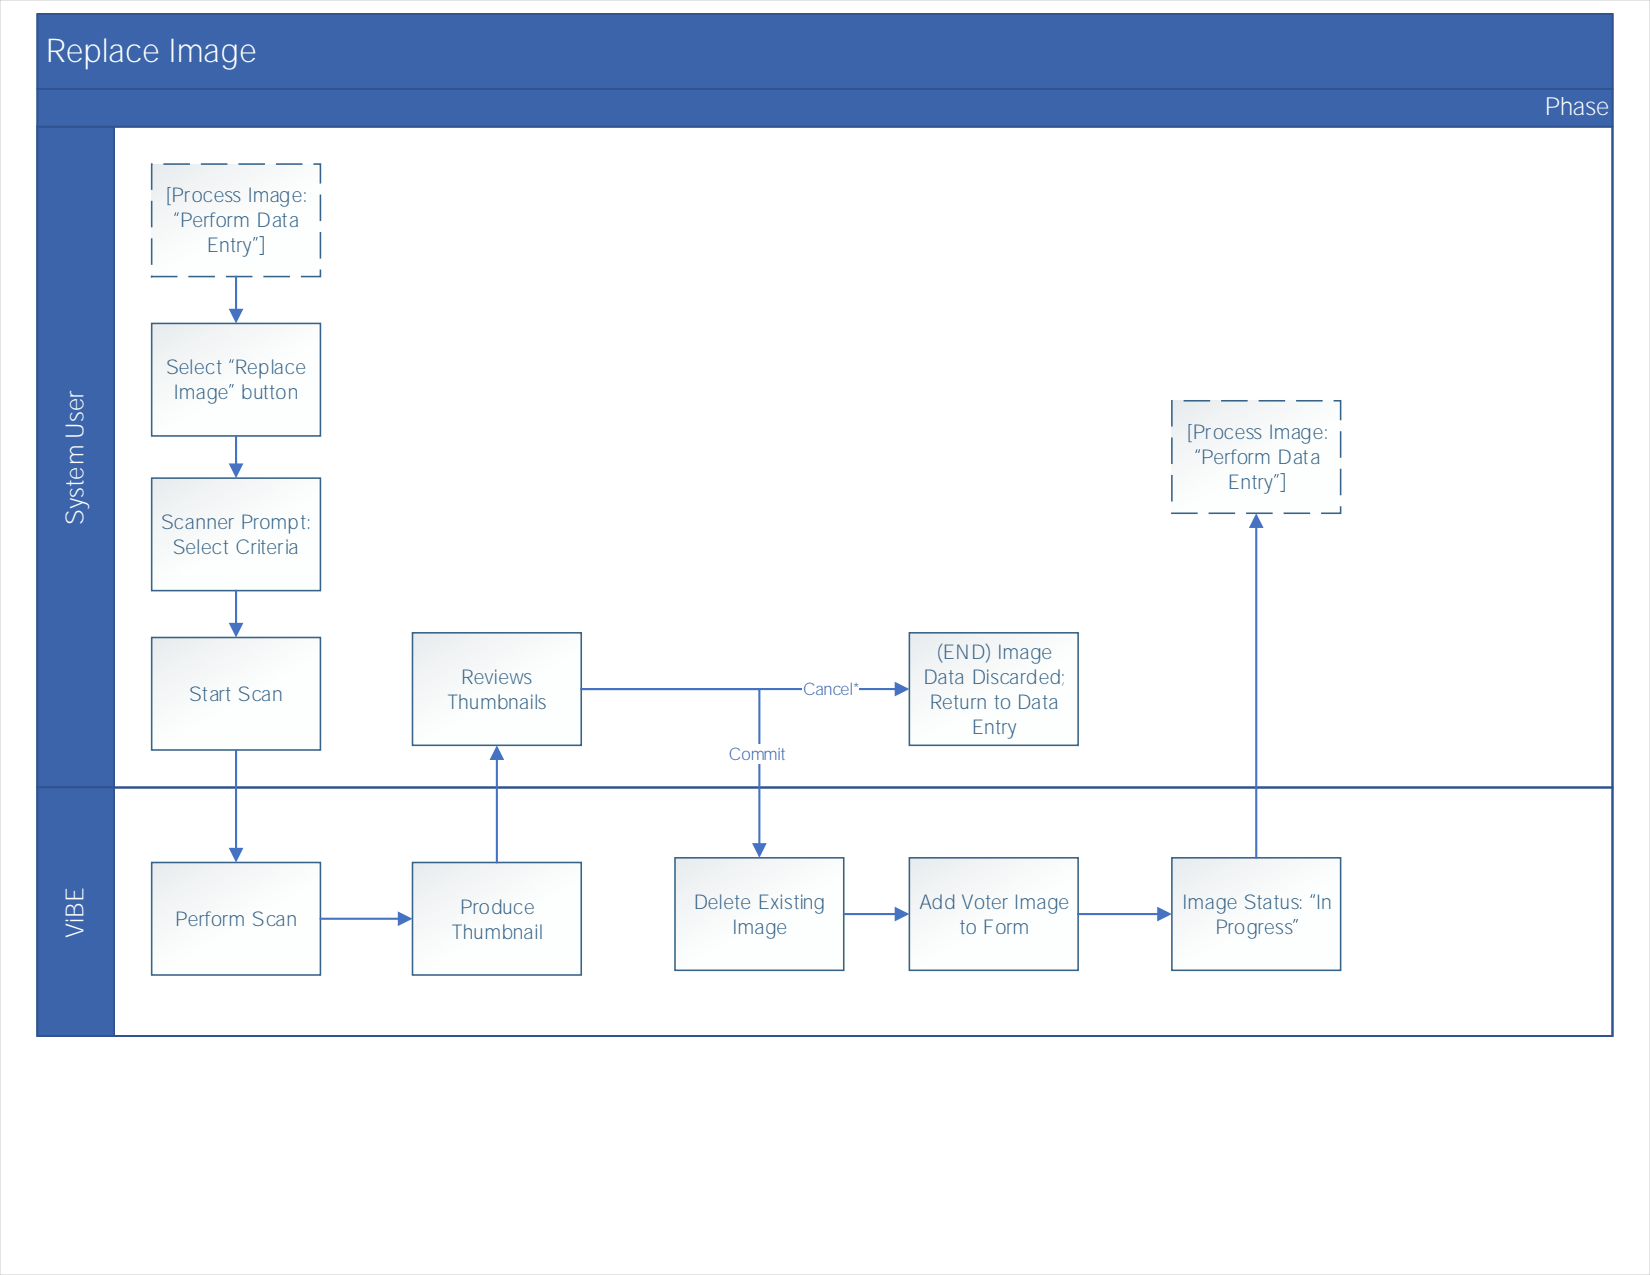 Replace Image
Phase
System User
[Process Image:
“Perform Data
Entry”]
Select “Replace
Image” button
Scanner Prompt:
Select Criteria
Start Scan
Reviews
Thumbnails
Cancel*
Commit
(END) Image
Data Discarded;
Return to Data
Entry
[Process Image:
“Perform Data
Entry”]
ViBE
Perform Scan
Produce
Thumbnail
Delete Existing
Image
Add Voter Image
to Form
Image Status: “In
Progress”